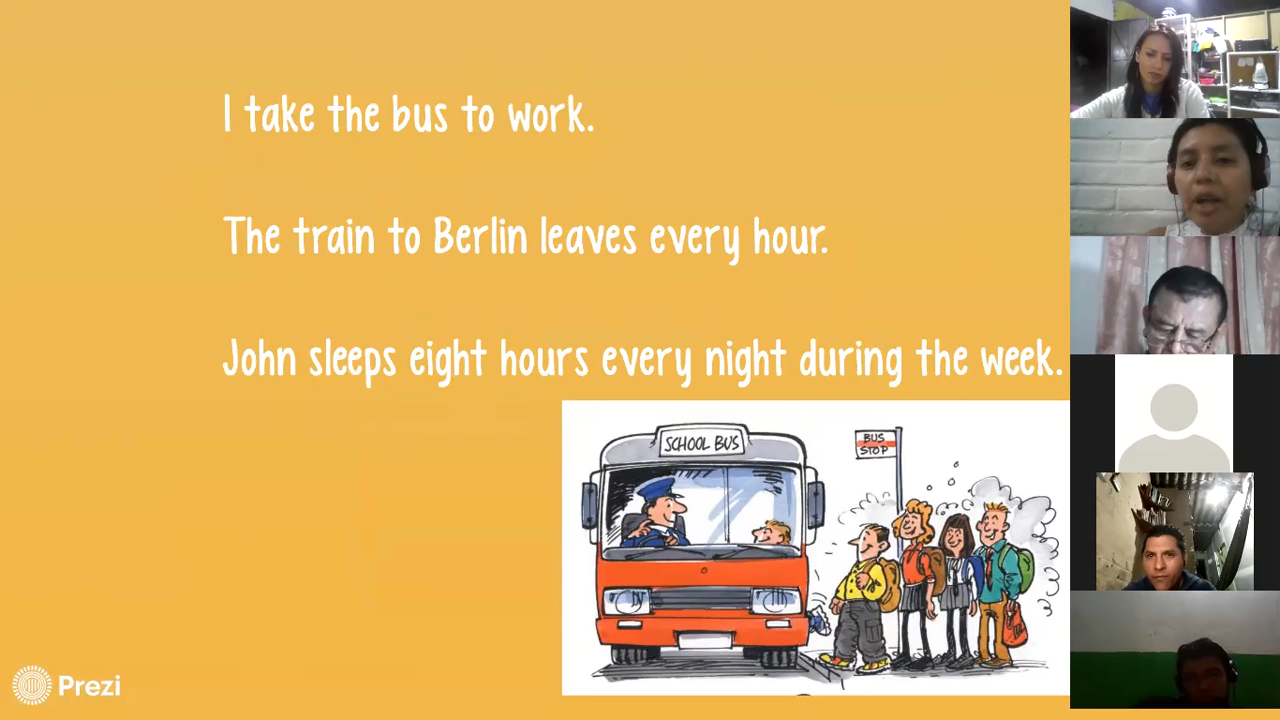 I take the bus to work.
The train to Berlin leaves every hour.
John sleeps eight hours every night during the week.
SCHOOL BUS
BUS
STOP
Prezi